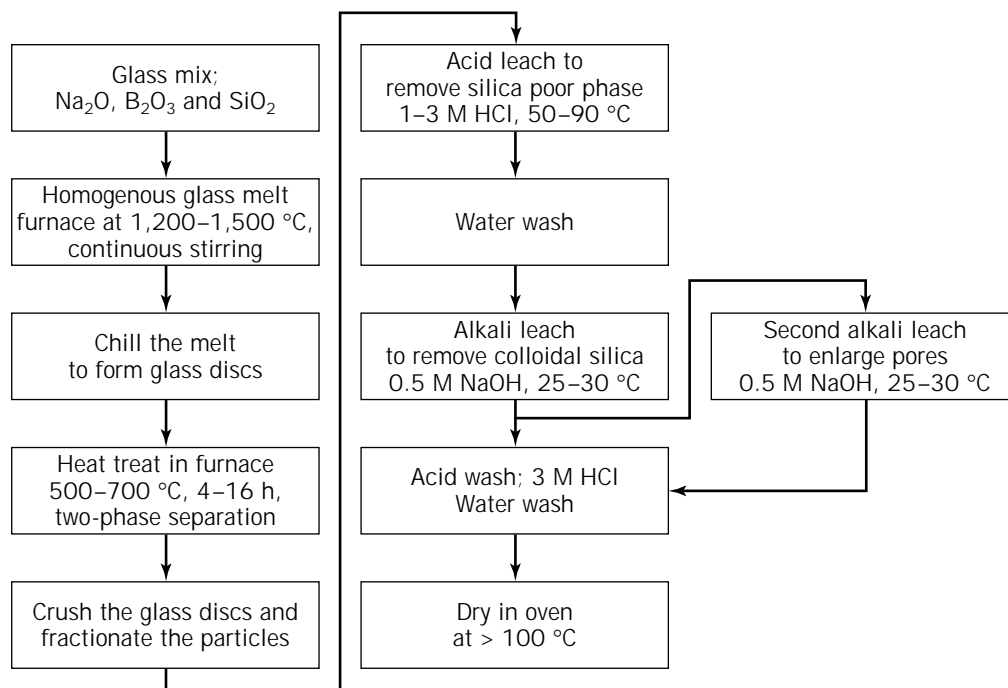 Glass mix;
Na₂O, B₂O₃ and SiO₂
Homogenous glass melt
furnace at 1,200–1,500 °C,
continuous stirring
Chill the melt
to form glass discs
Heat treat in furnace
500–700 °C, 4–16 h,
two-phase separation
Crush the glass discs and
fractionate the particles
Acid leach to
remove silica poor phase
1–3 M HCl, 50–90 °C
Water wash
Alkali leach
to remove colloidal silica
0.5 M NaOH, 25–30 °C
Second alkali leach
to enlarge pores
0.5 M NaOH, 25–30 °C
Acid wash; 3 M HCl
Water wash
Dry in oven
at > 100 °C